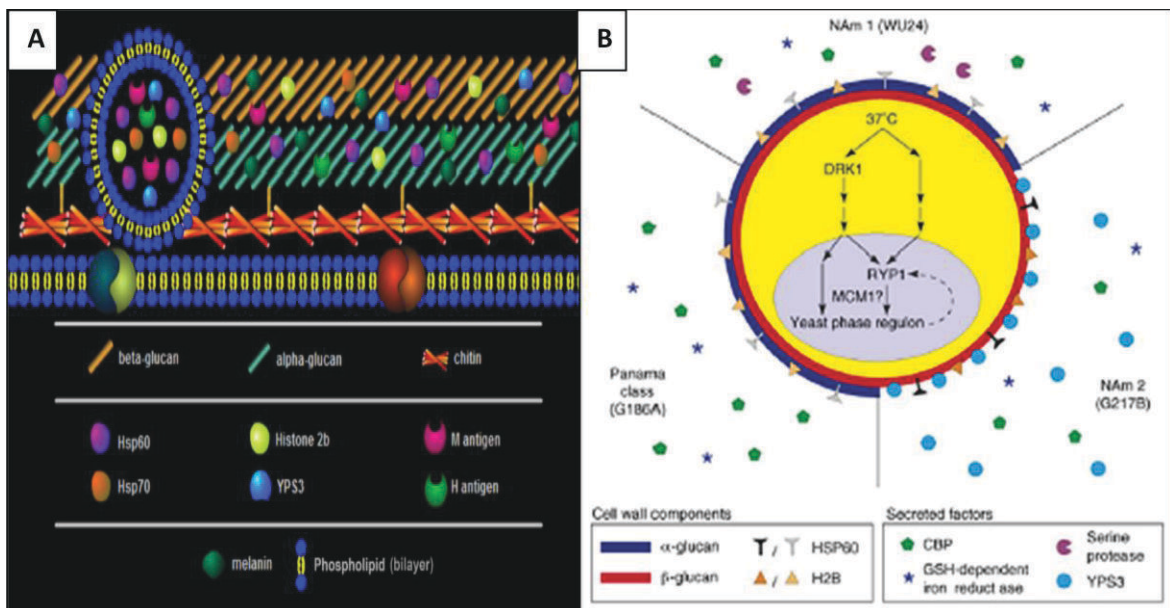 A
beta-glucan
alpha-glucan
chitin
Hsp60
Histone 2b
M antigen
Hsp70
YPS3
H antigen
melanin
Phospholipid (bilayer)
B
NAm 1 (WU24)
37°C
DRK1
RYP1
MCM1?
Yeast phase regulon
Panama
class
(G186A)
NAm 2
(G217B)
Cell wall components
α-glucan
/
HSP60
β-glucan
/
H2B
Secreted factors
CBP
Serine
protease
GSH-dependent
iron reduct ase
YPS3